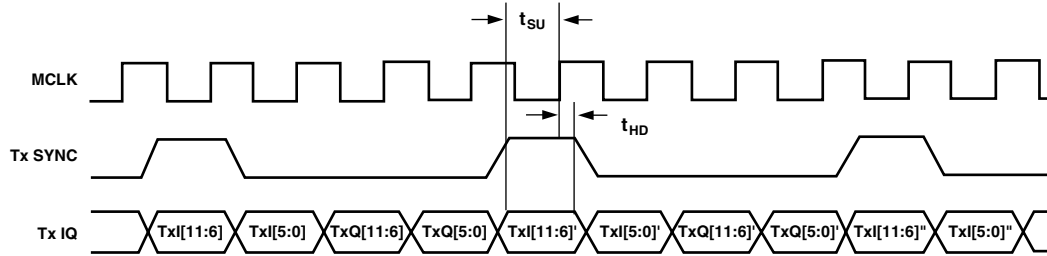 tSU
MCLK
tHD
Tx SYNC
Tx IQ TxI[11:6] TxI[5:0] TxQ[11:6] TxQ[5:0] TxI[11:6]' TxI[5:0]' TxQ[11:6]' TxQ[5:0]' TxI[11:6]" TxI[5:0]"